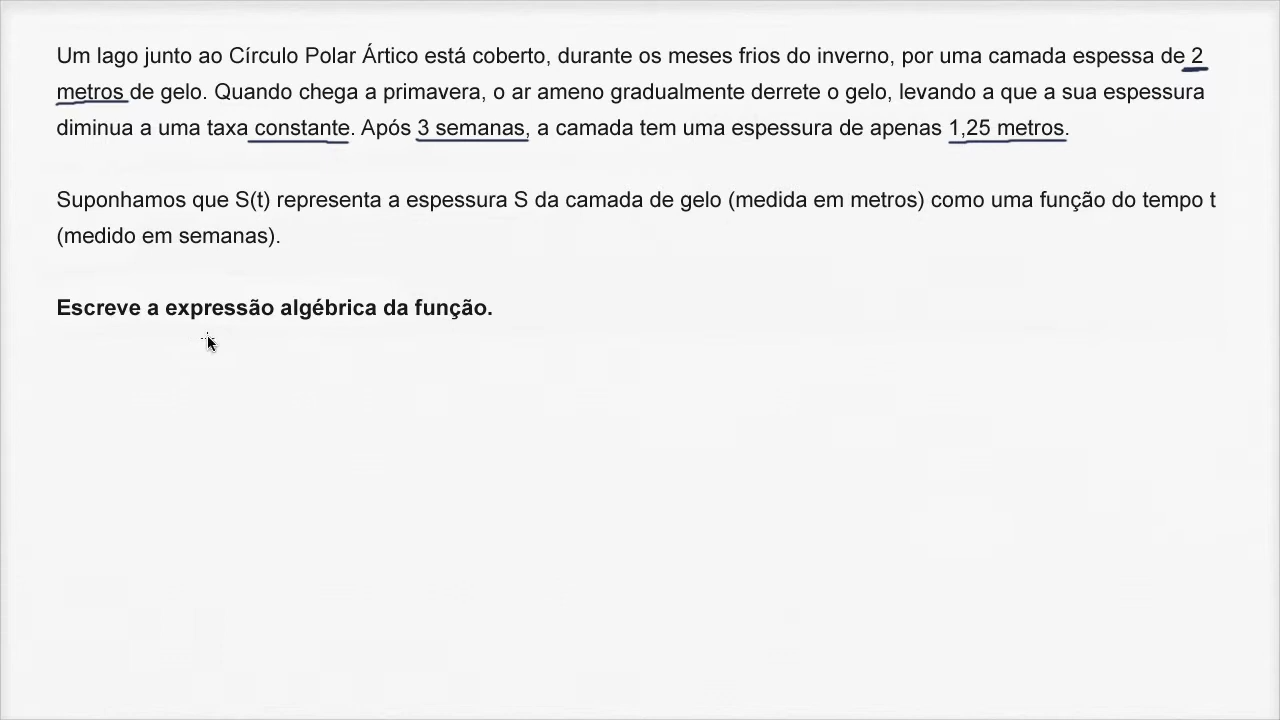 Um lago junto ao Círculo Polar Ártico está coberto, durante os meses frios do inverno, por uma camada espessa de 2
metros de gelo. Quando chega a primavera, o ar ameno gradualmente derrete o gelo, levando a que a sua espessura
diminua a uma taxa constante. Após 3 semanas, a camada tem uma espessura de apenas 1,25 metros.
Suponhamos que S(t) representa a espessura S da camada de gelo (medida em metros) como uma função do tempo t
(medido em semanas).
Escreve a expressão algébrica da função.